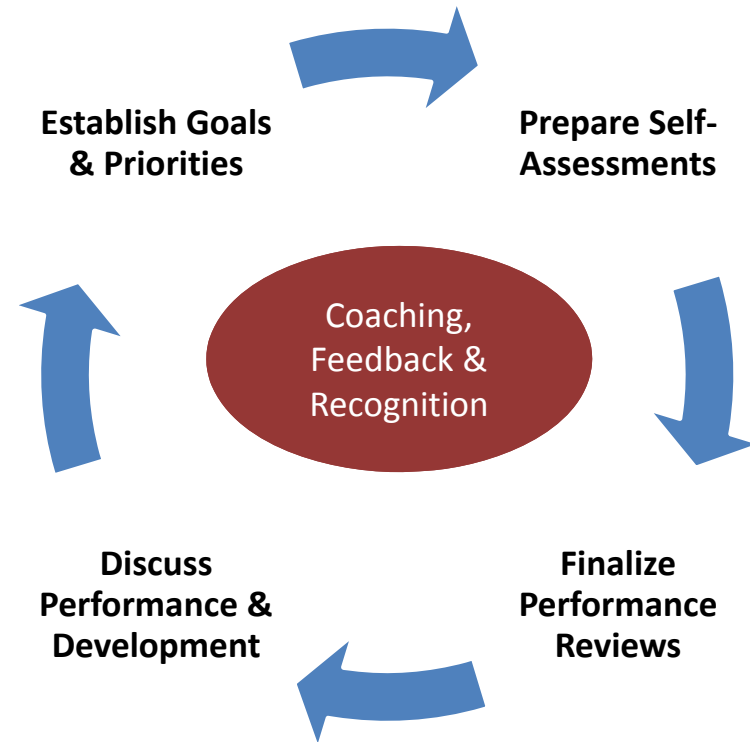 Establish Goals
& Priorities
Prepare Self-
Assessments
Coaching,
Feedback &
Recognition
Discuss
Performance &
Development
Finalize
Performance
Reviews